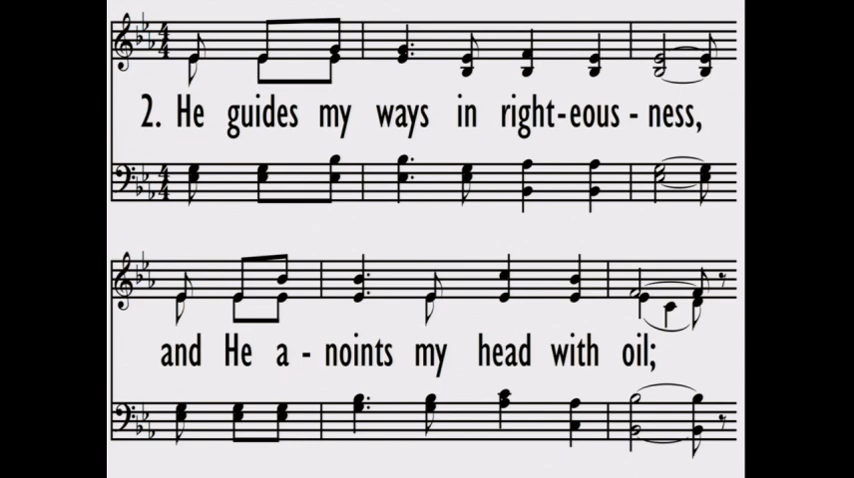 2. He guides my ways in right-eous - ness,
and He a - noints my head with oil;